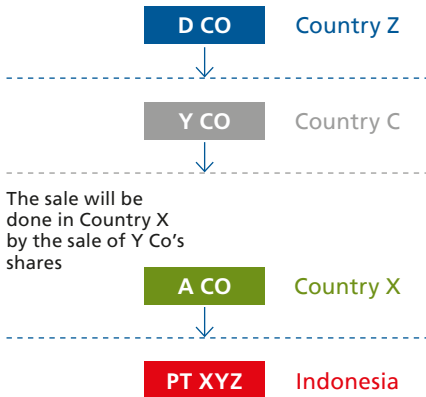 D CO Country Z
Y CO Country C
The sale will be
done in Country X
by the sale of Y Co’s
shares
A CO Country X
PT XYZ Indonesia